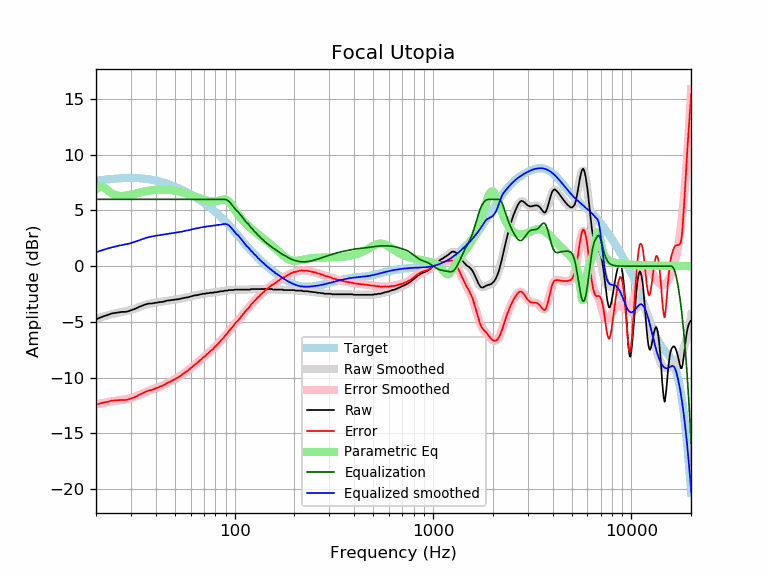 Focal Utopia
Amplitude (dBr)
15
10
5
0
−5
−10
−15
−20
Target
Raw Smoothed
Error Smoothed
Raw
Error
Parametric Eq
Equalization
Equalized smoothed
100
1000
10000
Frequency (Hz)